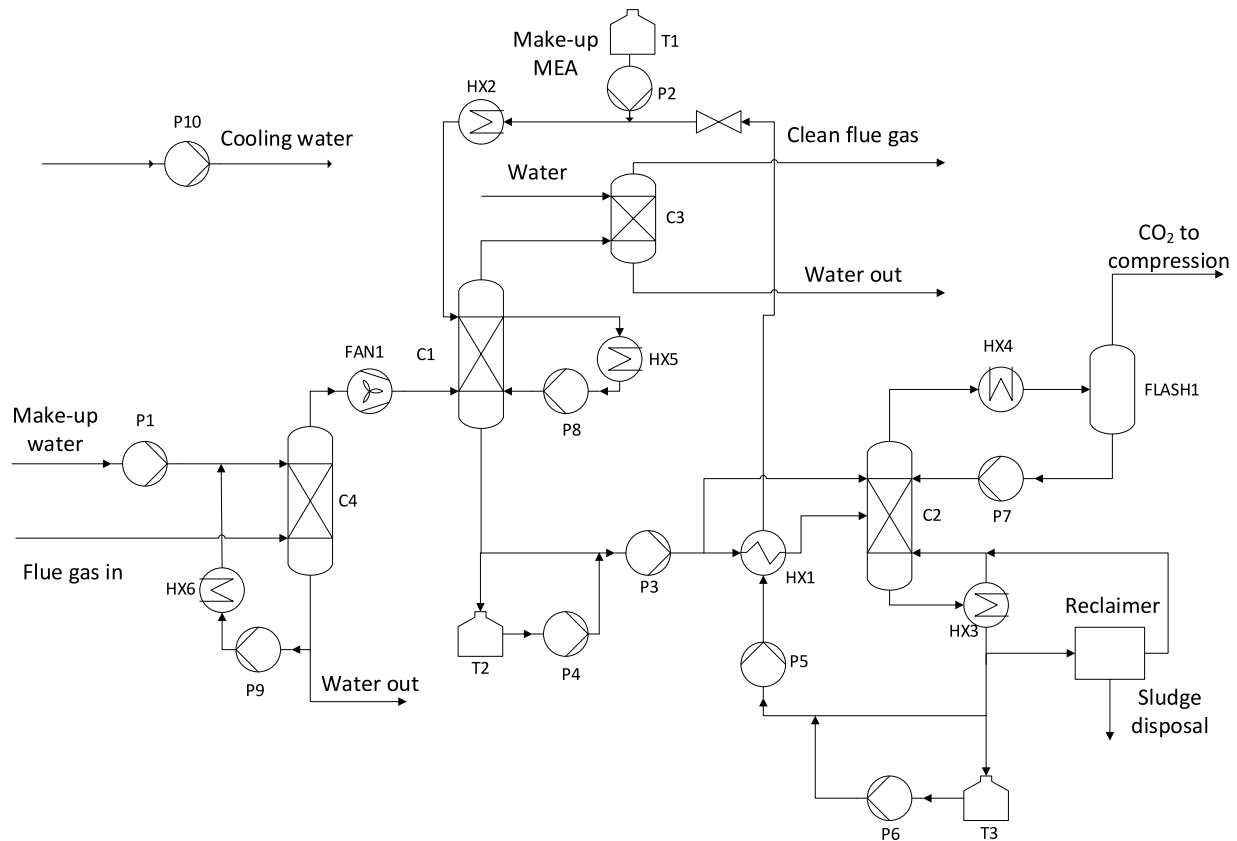 Make-up
MEA
T1
P2
HX2
P10
Cooling water
Clean flue gas
Water
C3
CO₂ to
compression
Water out
FAN1
C1
HX5
HX4
FLASH1
P8
Make-up
water
P1
C4
C2
P7
Flue gas in
HX6
P3
HX1
Reclaimer
HX3
T2
P4
P5
P9
Water out
Sludge
disposal
P6
T3